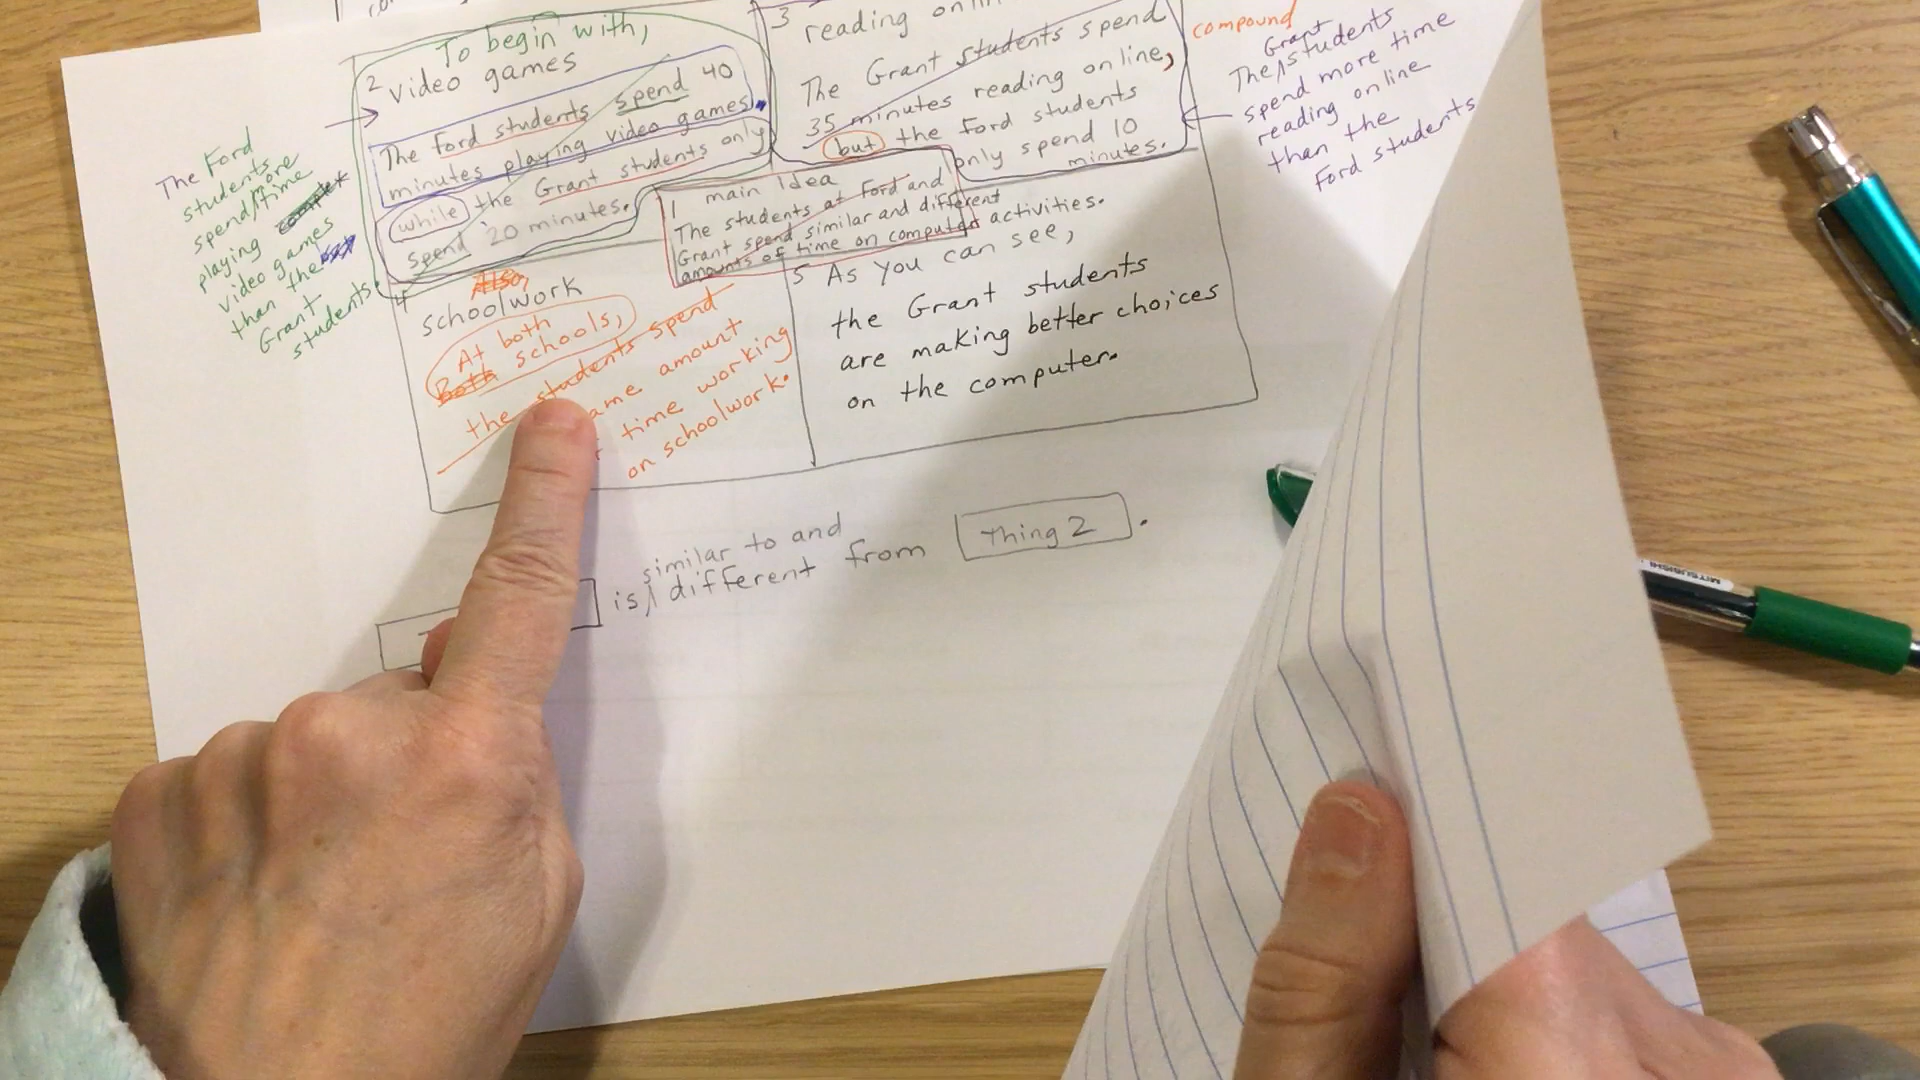 To begin with,
2 video games
The Ford students spend 40
minutes playing video games.
while the Grant students only
spend 20 minutes.
The Ford
students
spend more time
playing
video games
than the
Grant
students.
3
reading
The Grant students spend
35 minutes reading online,
but the Ford students
only spend 10
minutes.
compound
The Grant students
spend more time
reading online
than the
Ford students
1 main Idea
The students at Ford and
Grant spend similar and different
amounts of time on computer activities.
4
Also,
schoolwork
At both
Both schools,
the students spend
ame amount
time working
on schoolwork.
5 As you can see,
the Grant students
are making better choices
on the computer.
is similar to and
different from Thing 2.
MITSUBISHI